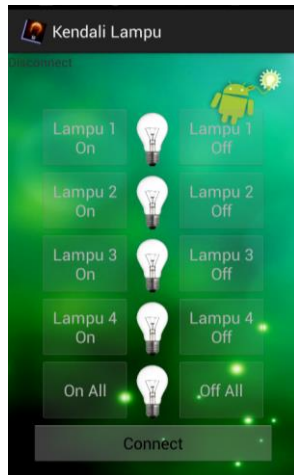 Kendali Lampu
Disconnect
Lampu 1
On
Lampu 1
Off
Lampu 2
On
Lampu 2
Off
Lampu 3
On
Lampu 3
Off
Lampu 4
On
Lampu 4
Off
On All
Off All
Connect